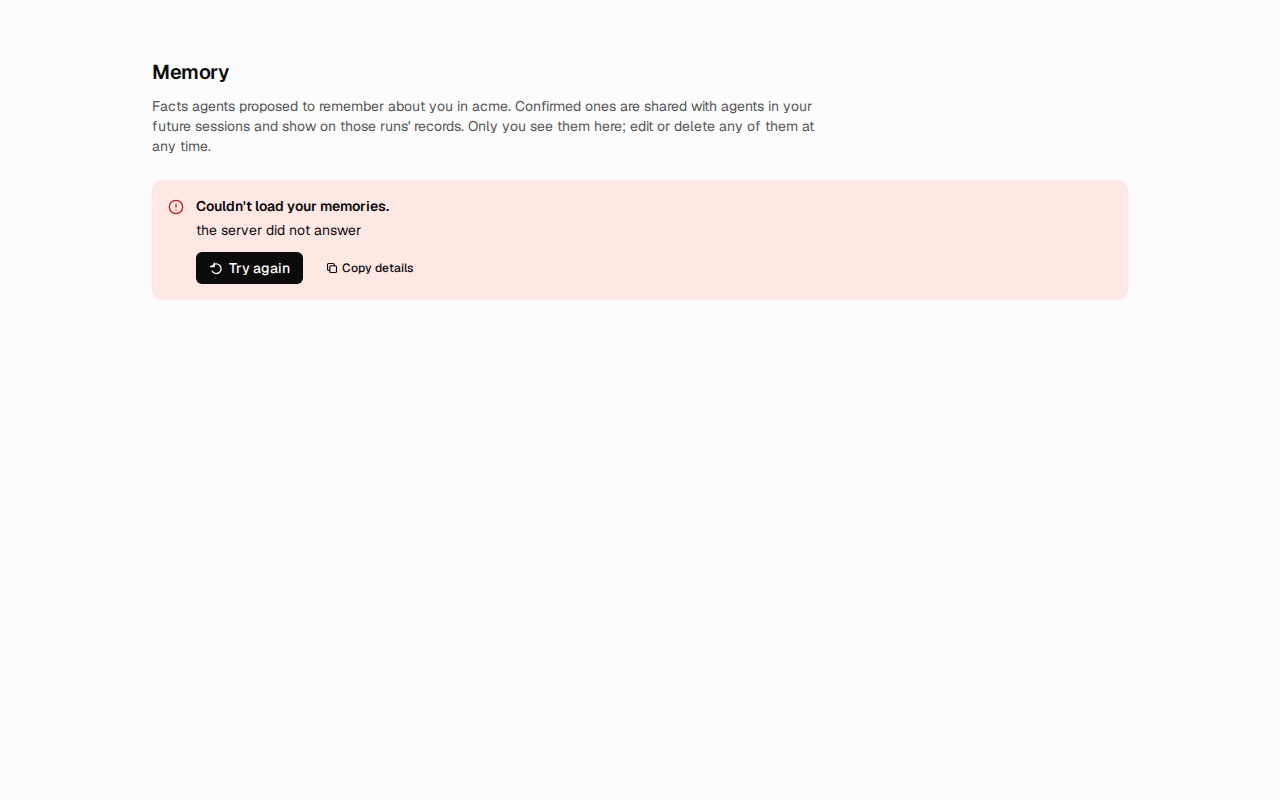 Memory
Facts agents proposed to remember about you in acme. Confirmed ones are shared with agents in your
future sessions and show on those runs' records. Only you see them here; edit or delete any of them at
any time.
Couldn't load your memories.
the server did not answer
Try again
Copy details